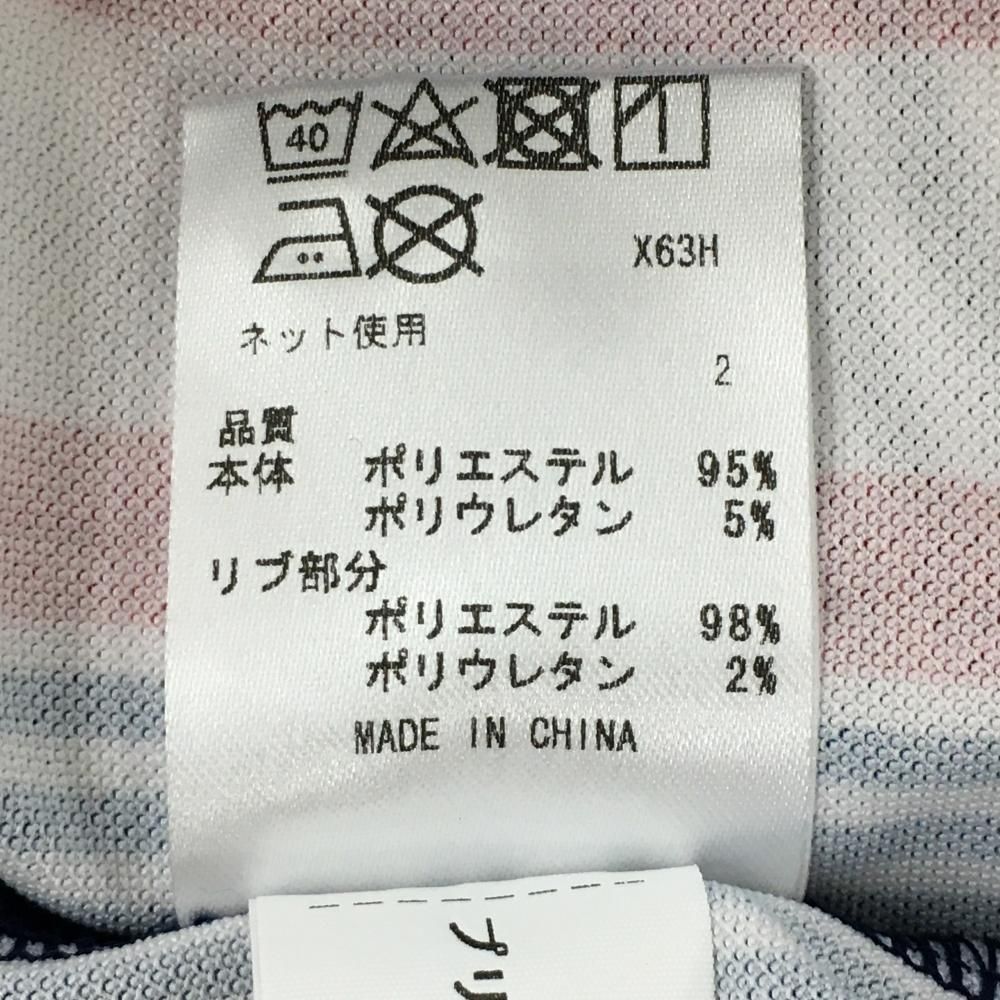 40
X63H
ネット使用
2
品質
本体 ポリエステル 95%
ポリウレタン 5%
リブ部分
ポリエステル 98%
ポリウレタン 2%
MADE IN CHINA
プリ